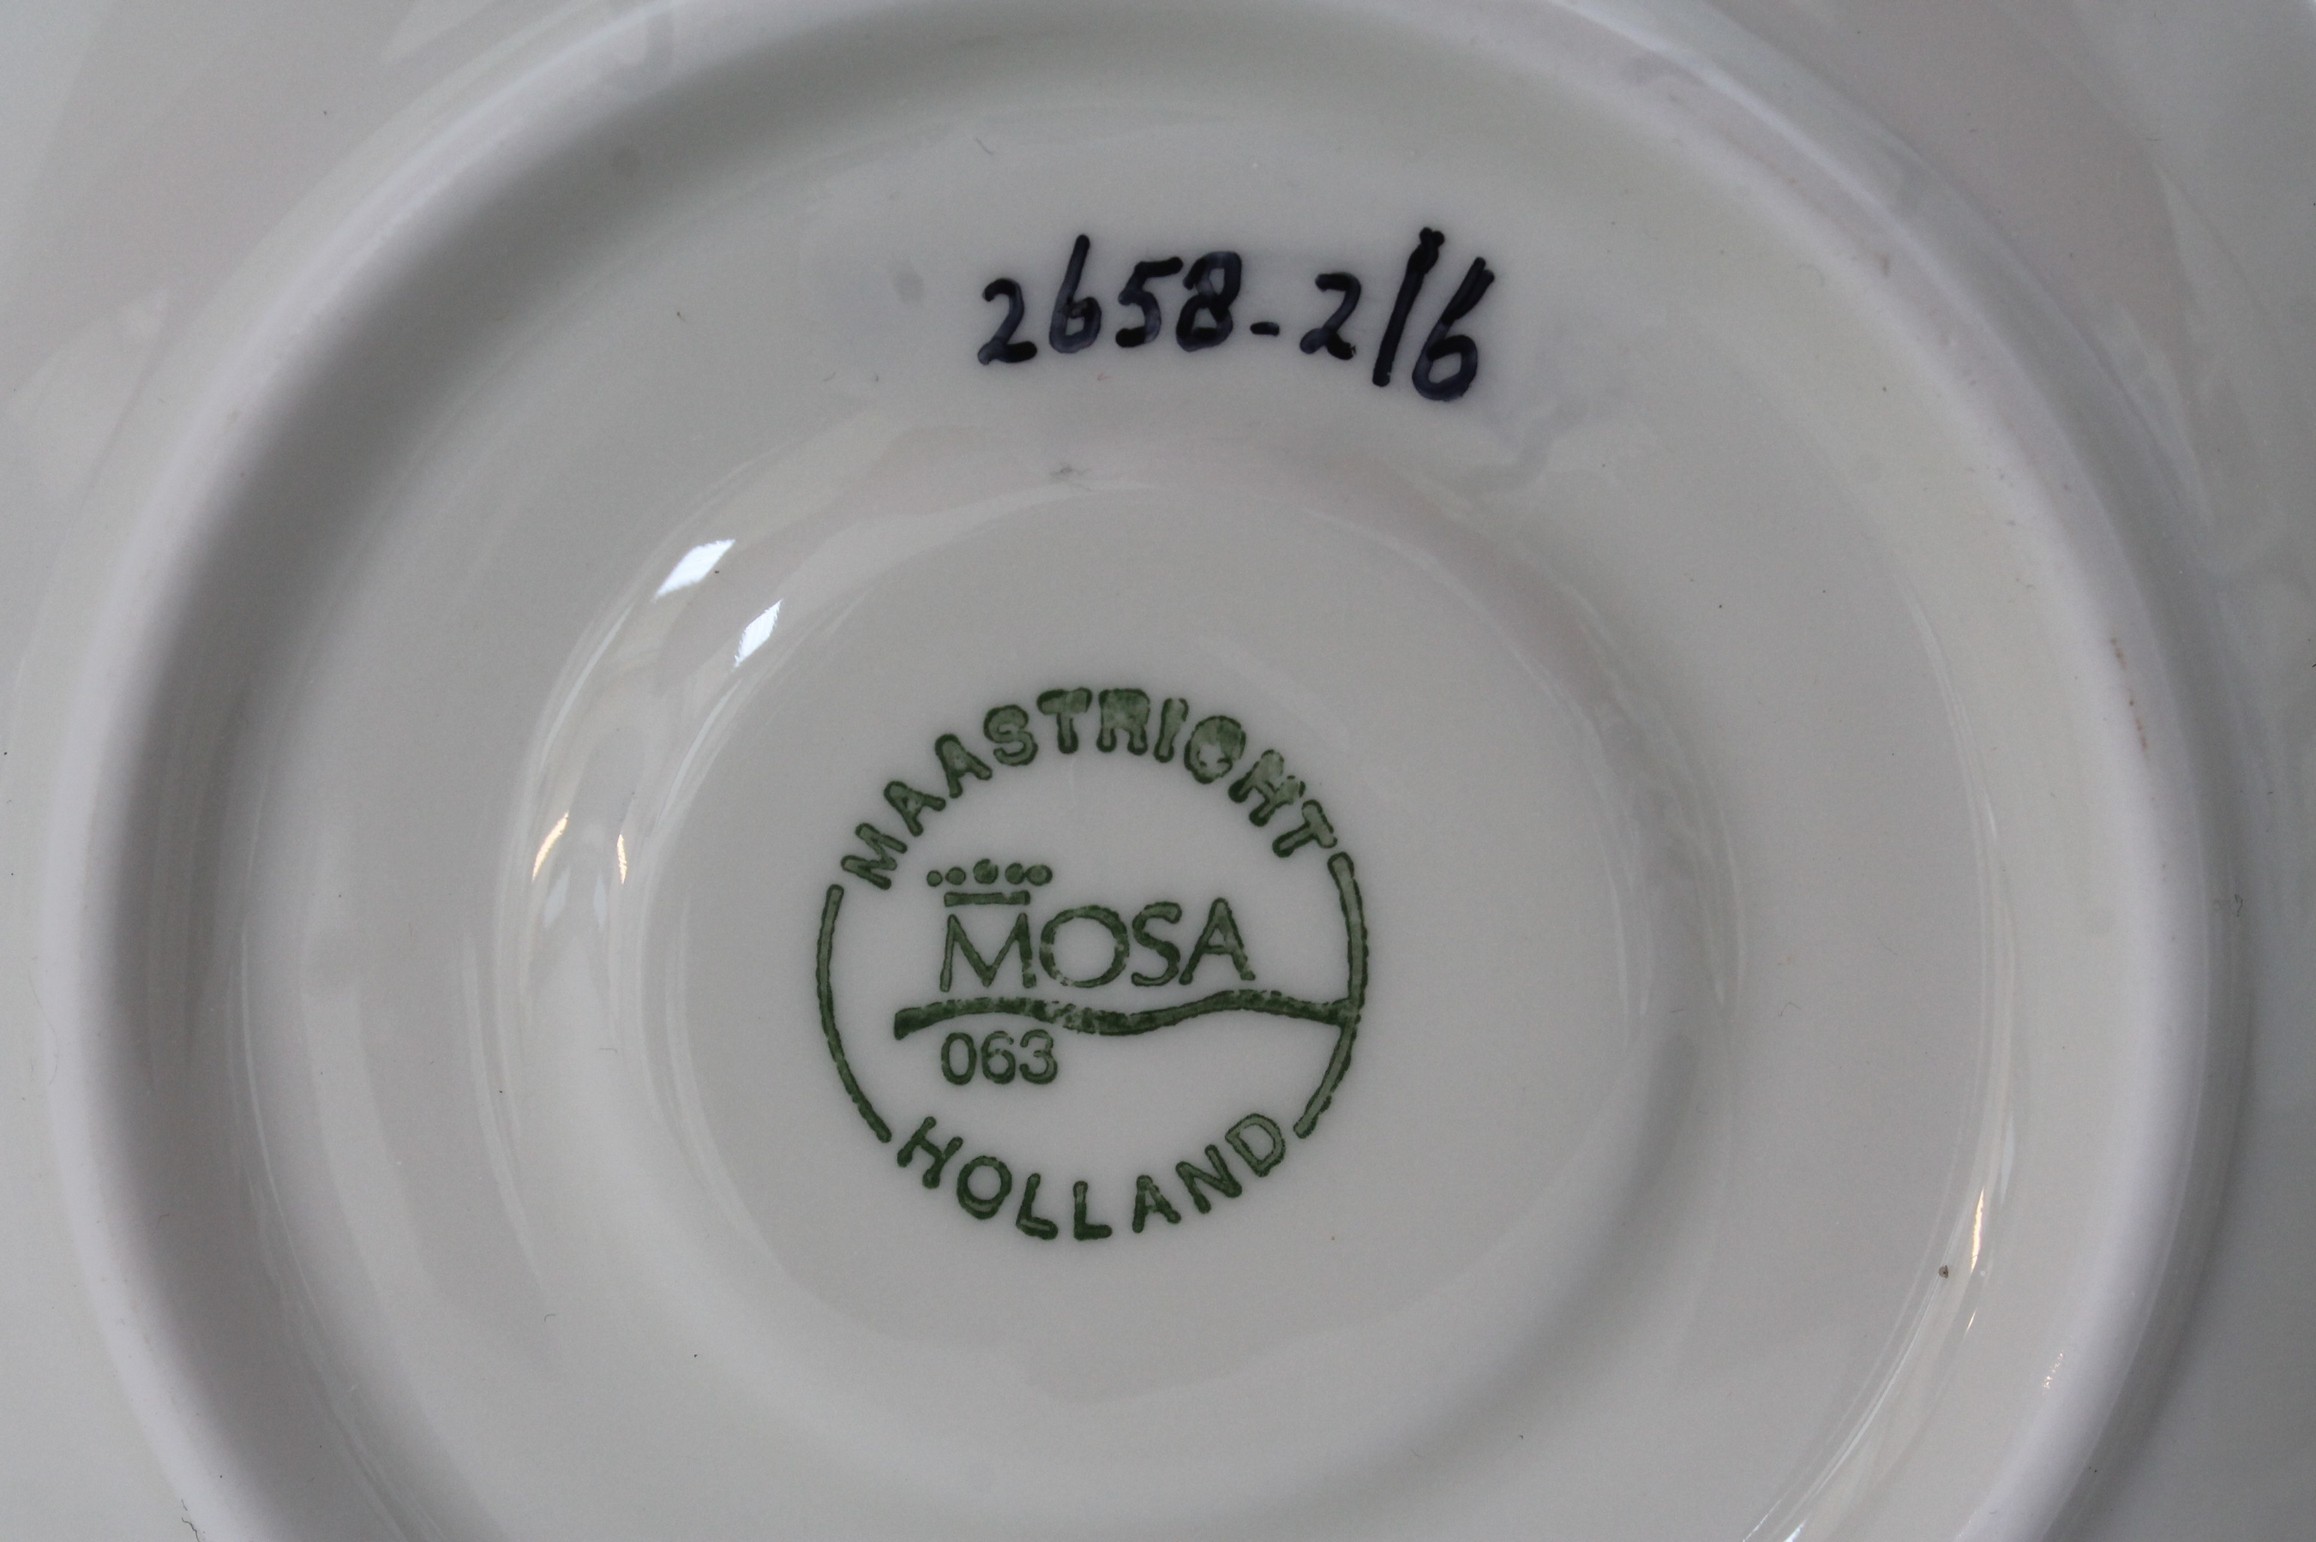 2658-2/6
MAASTRICHT
MOSA
063
HOLLAND